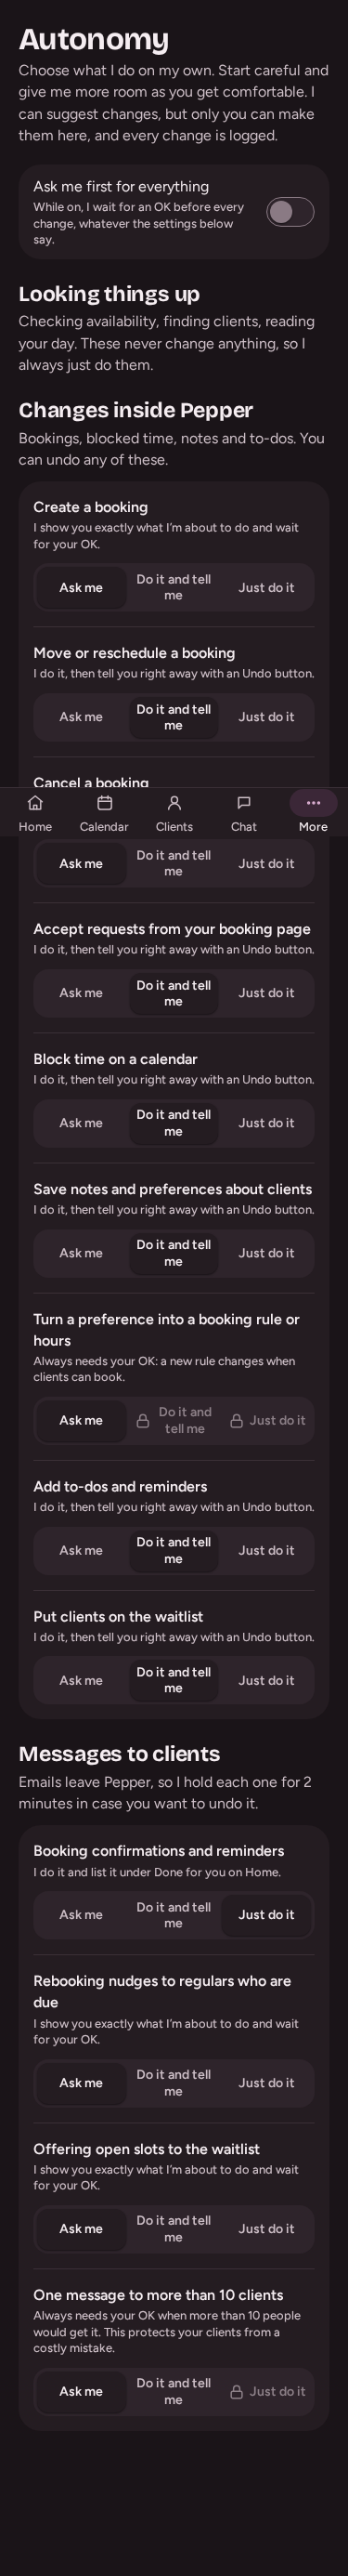 Autonomy
Choose what I do on my own. Start careful and
give me more room as you get comfortable. I
can suggest changes, but only you can make
them here, and every change is logged.
Ask me first for everything
While on, I wait for an OK before every
change, whatever the settings below
say.
Looking things up
Checking availability, finding clients, reading
your day. These never change anything, so I
always just do them.
Changes inside Pepper
Bookings, blocked time, notes and to-dos. You
can undo any of these.
Create a booking
I show you exactly what I'm about to do and wait
for your OK.
Ask me
Do it and tell
me
Just do it
Move or reschedule a booking
I do it, then tell you right away with an Undo button.
Ask me
Do it and tell
me
Just do it
Cancel a booking
Home
Calendar
Clients
Chat
More
Ask me
Do it and tell
me
Just do it
Accept requests from your booking page
I do it, then tell you right away with an Undo button.
Ask me
Do it and tell
me
Just do it
Block time on a calendar
I do it, then tell you right away with an Undo button.
Ask me
Do it and tell
me
Just do it
Save notes and preferences about clients
I do it, then tell you right away with an Undo button.
Ask me
Do it and tell
me
Just do it
Turn a preference into a booking rule or
hours
Always needs your OK: a new rule changes when
clients can book.
Ask me
Do it and
tell me
Just do it
Add to-dos and reminders
I do it, then tell you right away with an Undo button.
Ask me
Do it and tell
me
Just do it
Put clients on the waitlist
I do it, then tell you right away with an Undo button.
Ask me
Do it and tell
me
Just do it
Messages to clients
Emails leave Pepper, so I hold each one for 2
minutes in case you want to undo it.
Booking confirmations and reminders
I do it and list it under Done for you on Home.
Ask me
Do it and tell
me
Just do it
Rebooking nudges to regulars who are
due
I show you exactly what I'm about to do and wait
for your OK.
Ask me
Do it and tell
me
Just do it
Offering open slots to the waitlist
I show you exactly what I'm about to do and wait
for your OK.
Ask me
Do it and tell
me
Just do it
One message to more than 10 clients
Always needs your OK when more than 10 people
would get it. This protects your clients from a
costly mistake.
Ask me
Do it and tell
me
Just do it